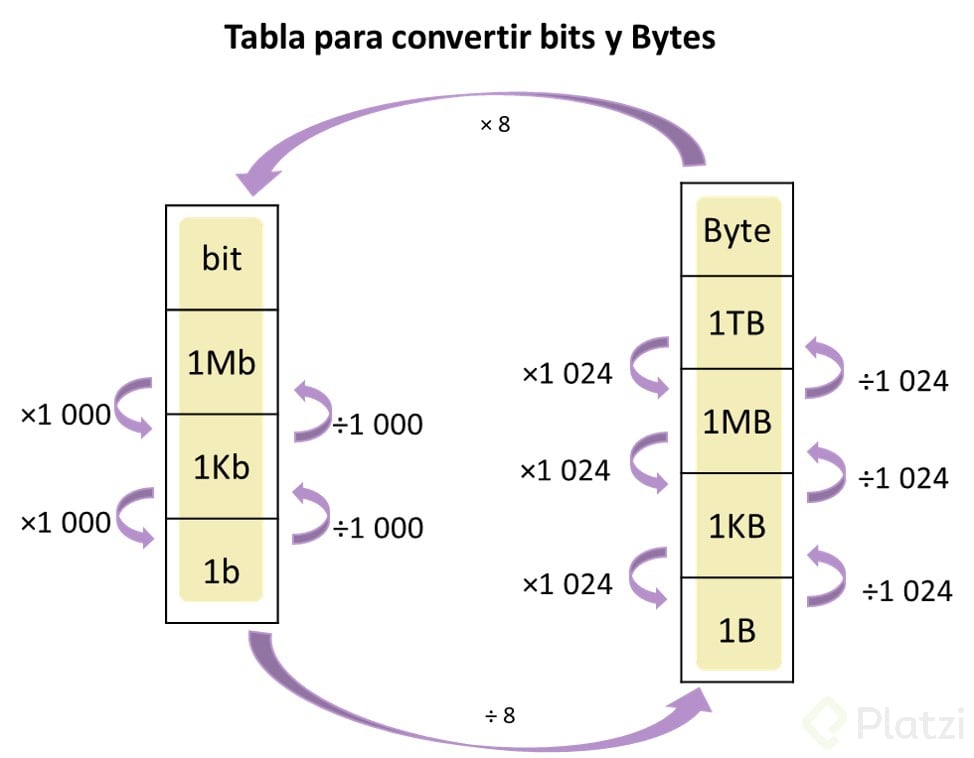 Tabla para convertir bits y Bytes
× 8
bit
1Mb
1Kb
1b
×1 000
÷1 000
×1 000
÷1 000
Byte
1TB
1MB
1KB
1B
×1 024
÷1 024
×1 024
÷1 024
×1 024
÷1 024
÷ 8
Platzi